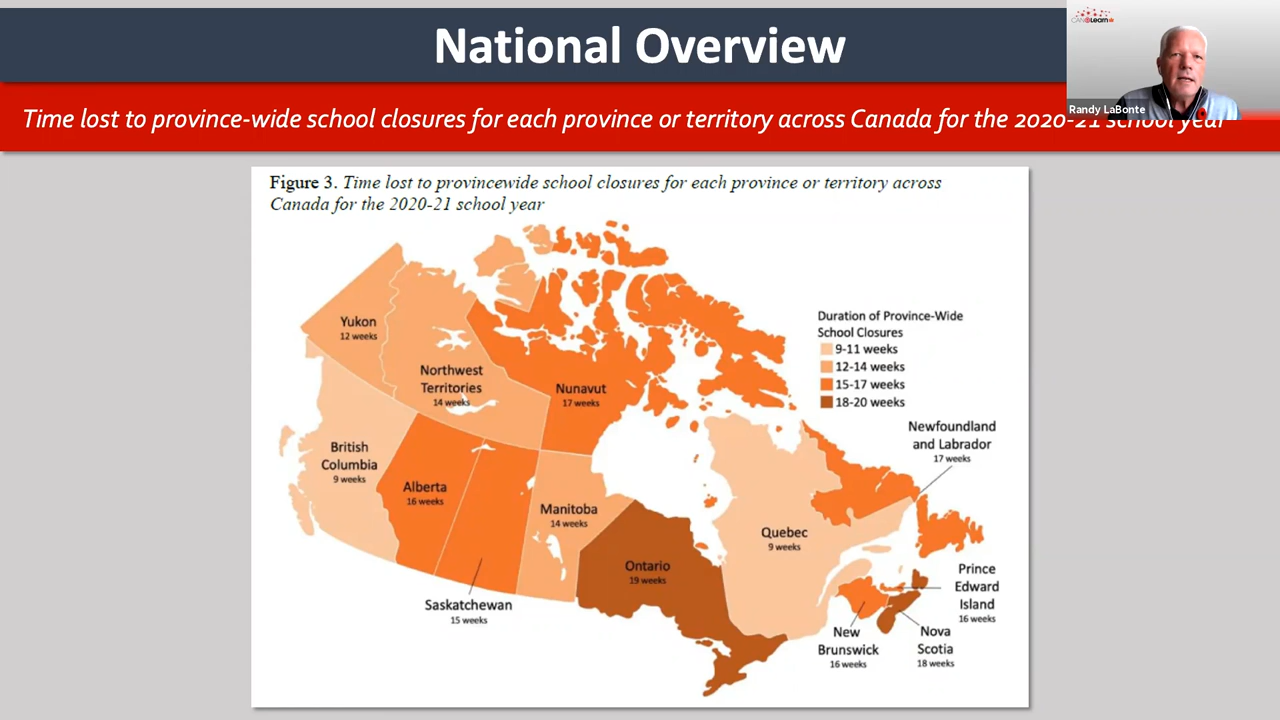 National Overview
CANeLearn
Randy LaBonte
Time lost to province-wide school closures for each province or territory across Canada for the 2020-21 school year
Figure 3. Time lost to provincewide school closures for each province or territory across
Canada for the 2020-21 school year
Yukon
12 weeks
Northwest
Territories
14 weeks
Nunavut
17 weeks
Duration of Province-Wide
School Closures
9-11 weeks
12-14 weeks
15-17 weeks
18-20 weeks
British
Columbia
9 weeks
Alberta
16 weeks
Saskatchewan
15 weeks
Manitoba
14 weeks
Ontario
19 weeks
Quebec
9 weeks
Newfoundland
and Labrador
17 weeks
Prince
Edward
Island
16 weeks
New
Brunswick
16 weeks
Nova
Scotia
18 weeks